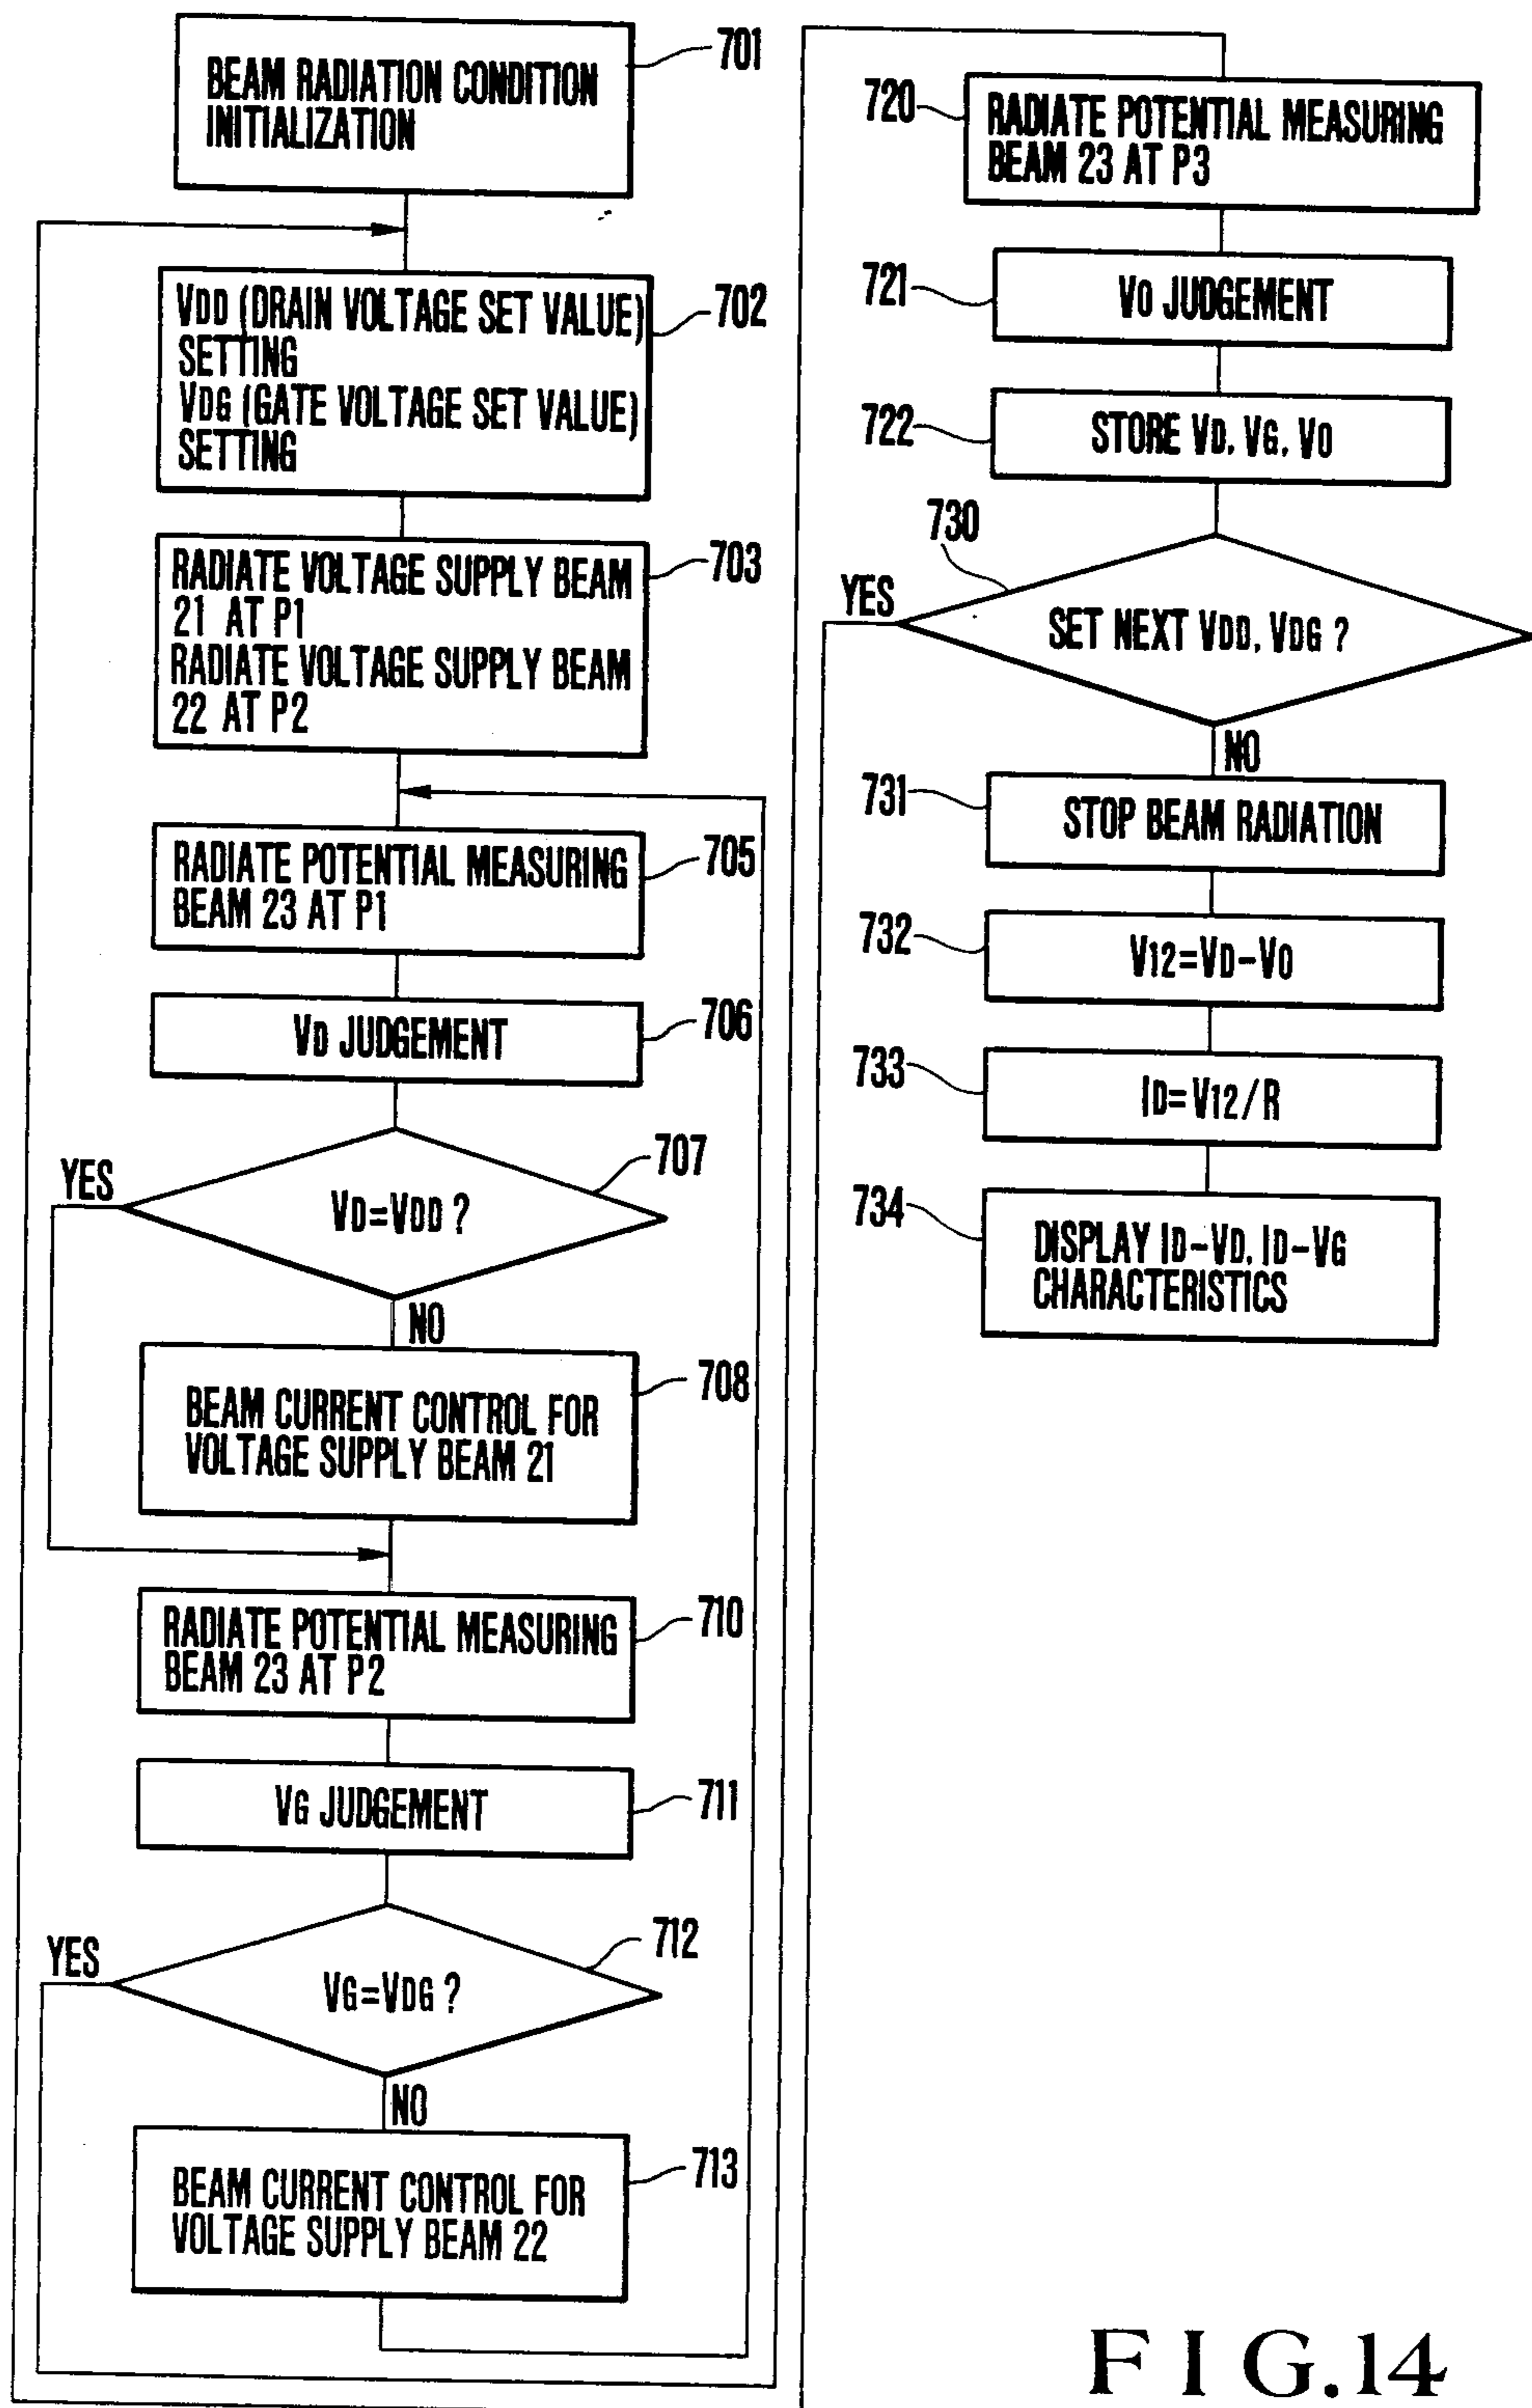 701
BEAM RADIATION CONDITION
INITIALIZATION
702
VDD (DRAIN VOLTAGE SET VALUE)
SETTING
VDG (GATE VOLTAGE SET VALUE)
SETTING
703
RADIATE VOLTAGE SUPPLY BEAM
21 AT P1
RADIATE VOLTAGE SUPPLY BEAM
22 AT P2
705
RADIATE POTENTIAL MEASURING
BEAM 23 AT P1
706
VD JUDGEMENT
707
YES
VD=VDD ?
NO
708
BEAM CURRENT CONTROL FOR
VOLTAGE SUPPLY BEAM 21
710
RADIATE POTENTIAL MEASURING
BEAM 23 AT P2
711
VG JUDGEMENT
712
YES
VG=VDG ?
NO
713
BEAM CURRENT CONTROL FOR
VOLTAGE SUPPLY BEAM 22
720
RADIATE POTENTIAL MEASURING
BEAM 23 AT P3
721
VO JUDGEMENT
722
STORE VD, VG, VO
730
YES
SET NEXT VDD, VDG ?
NO
731
STOP BEAM RADIATION
732
V12=VD-VO
733
ID=V12/R
734
DISPLAY ID-VD, ID-VG
CHARACTERISTICS
FIG.14